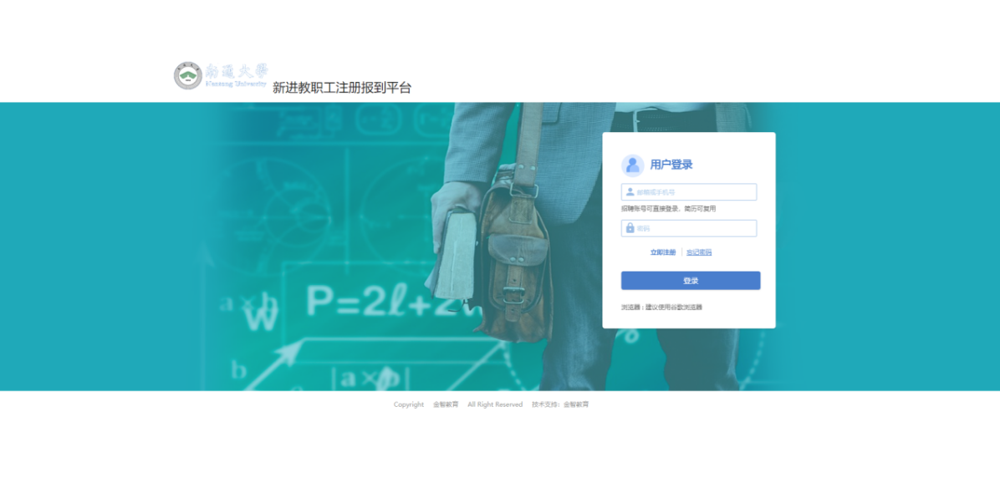 南通大學
Nantong University
新进教职工注册报到平台
用户登录
邮箱或手机号
招聘账号可直接登录，简历可复用
密码
立即注册 | 忘记密码
登录
浏览器：建议使用谷歌浏览器
P=2ℓ+2w
a×b
W
b
|a×b|
Copyright 金智教育 All Right Reserved 技术支持：金智教育